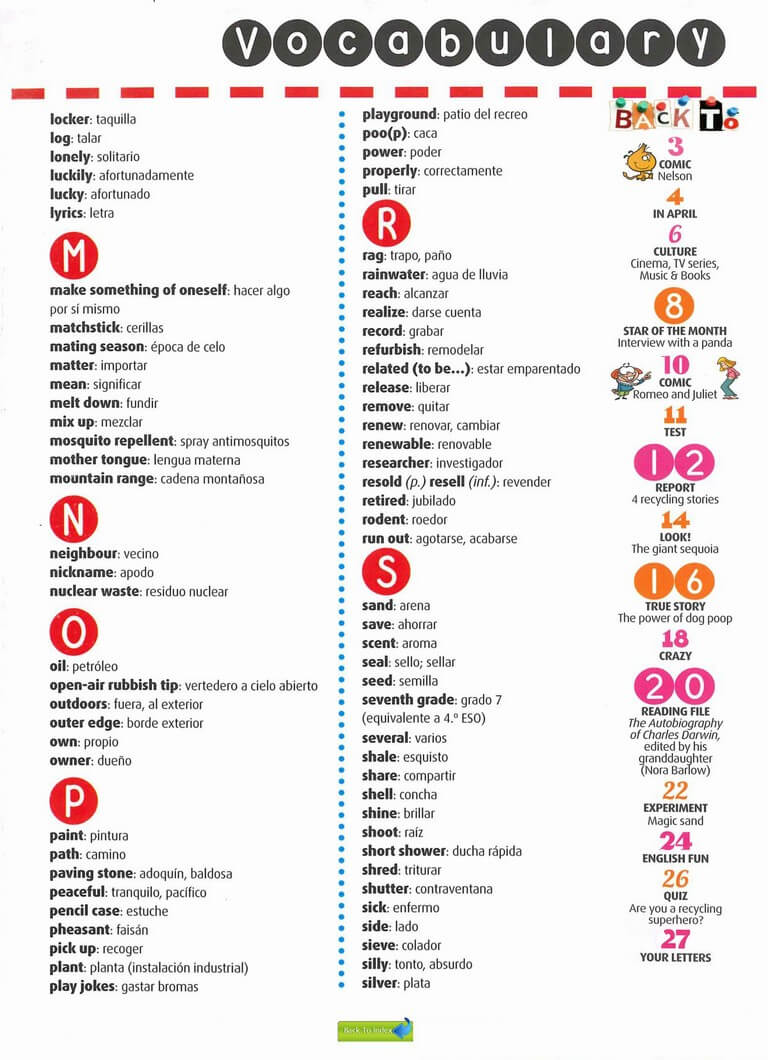 Vocabulary
locker: taquilla
log: talar
lonely: solitario
luckily: afortunadamente
lucky: afortunado
lyrics: letra
M
make something of oneself: hacer algo
por sí mismo
matchstick: cerillas
mating season: época de celo
matter: importar
mean: significar
melt down: fundir
mix up: mezclar
mosquito repellent: spray antimosquitos
mother tongue: lengua materna
mountain range: cadena montañosa
N
neighbour: vecino
nickname: apodo
nuclear waste: residuo nuclear
O
oil: petróleo
open-air rubbish tip: vertedero a cielo abierto
outdoors: fuera, al exterior
outer edge: borde exterior
own: propio
owner: dueño
P
paint: pintura
path: camino
paving stone: adoquín, baldosa
peaceful: tranquilo, pacífico
pencil case: estuche
pheasant: faisán
pick up: recoger
plant: planta (instalación industrial)
play jokes: gastar bromas
playground: patio del recreo
poo(p): caca
power: poder
properly: correctamente
pull: tirar
R
rag: trapo, paño
rainwater: agua de lluvia
reach: alcanzar
realize: darse cuenta
record: grabar
refurbish: remodelar
related (to be...): estar emparentado
release: liberar
remove: quitar
renew: renovar, cambiar
renewable: renovable
researcher: investigador
resold (p.) resell (inf.): revender
retired: jubilado
rodent: roedor
run out: agotarse, acabarse
S
sand: arena
save: ahorrar
scent: aroma
seal: sello; sellar
seed: semilla
seventh grade: grado 7
(equivalente a 4.º ESO)
several: varios
shale: esquisto
share: compartir
shell: concha
shine: brillar
shoot: raíz
short shower: ducha rápida
shred: triturar
shutter: contraventana
sick: enfermo
side: lado
sieve: colador
silly: tonto, absurdo
silver: plata
BACK To
3
COMIC
Nelson
4
IN APRIL
6
CULTURE
Cinema, TV series,
Music & Books
8
STAR OF THE MONTH
Interview with a panda
10
COMIC
Romeo and Juliet
11
TEST
12
REPORT
4 recycling stories
14
LOOK!
The giant sequoia
16
TRUE STORY
The power of dog poop
18
CRAZY
20
READING FILE
The Autobiography
of Charles Darwin,
edited by his
granddaughter
(Nora Barlow)
22
EXPERIMENT
Magic sand
24
ENGLISH FUN
26
QUIZ
Are you a recycling
superhero?
27
YOUR LETTERS
Back To Index